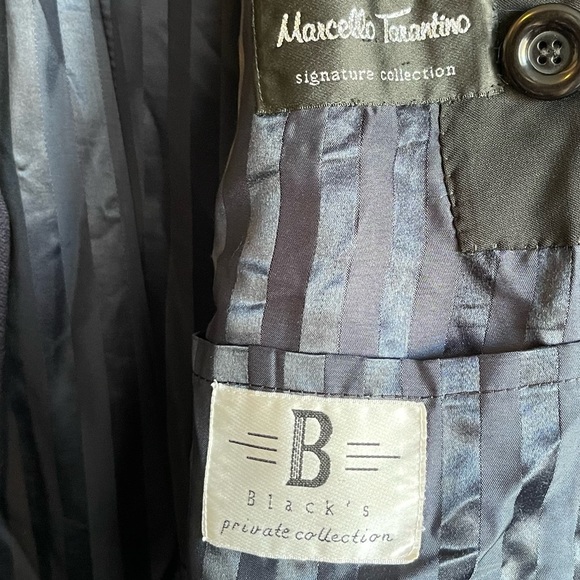 Marcello Tarantino
signature collection
B
Black's
private collection